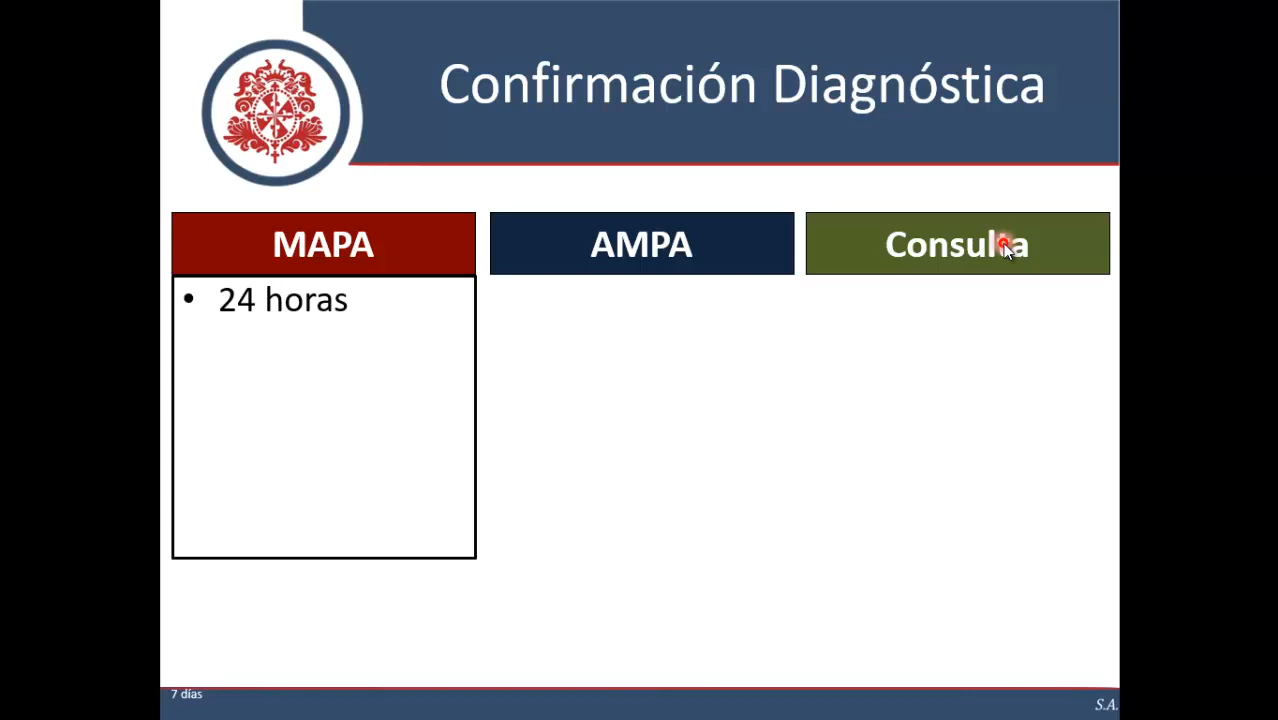 Confirmación Diagnóstica
MAPA
AMPA
Consulta
• 24 horas
7 días
S.A.